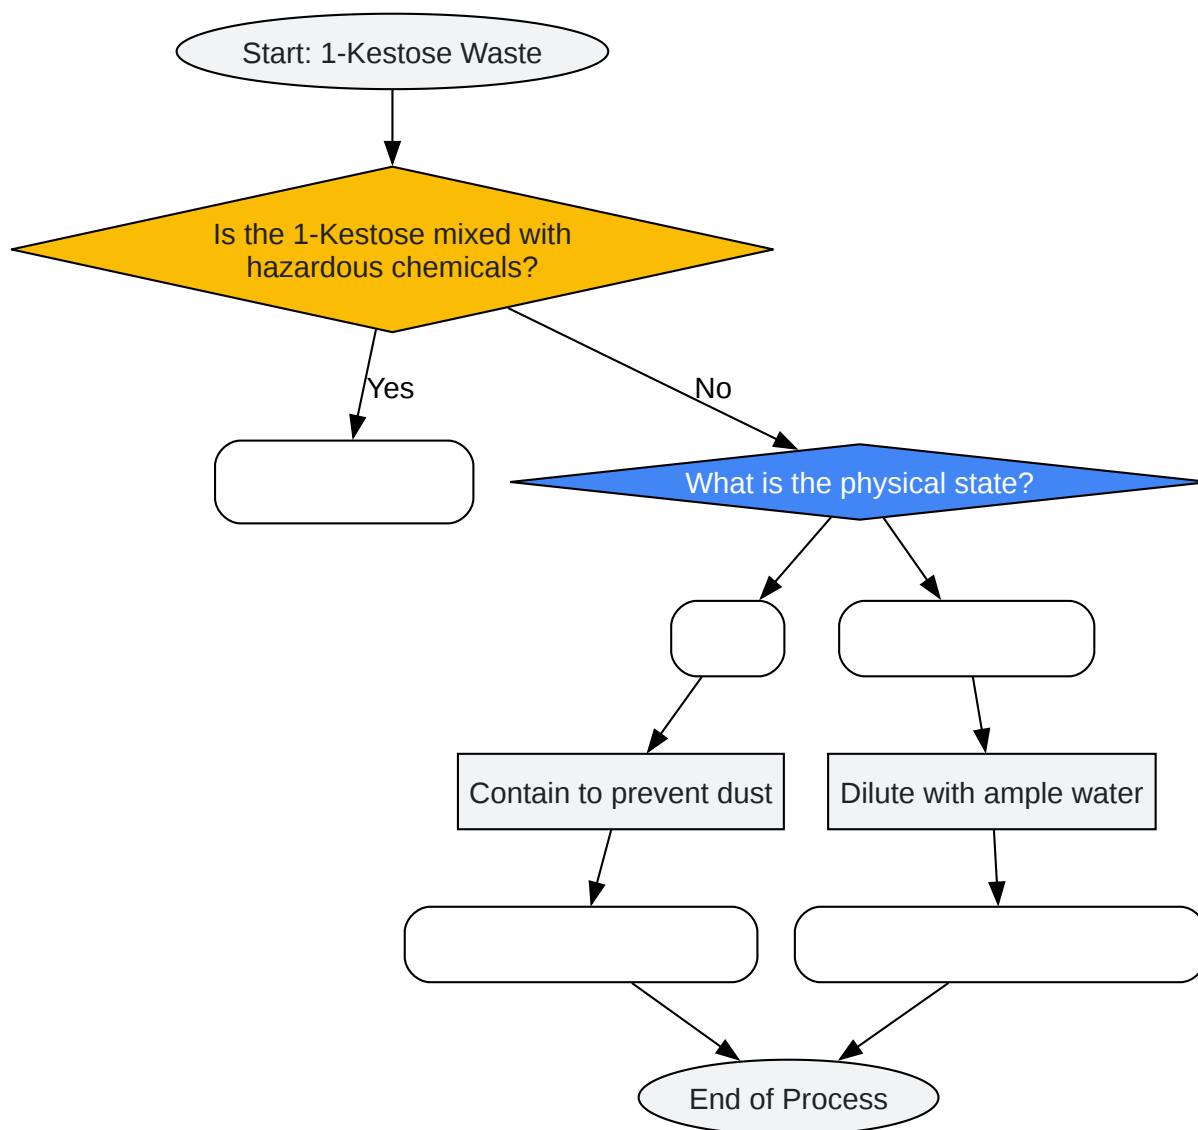 Start: 1-Kestose Waste
Is the 1-Kestose mixed with
hazardous chemicals?
Yes
No
What is the physical state?
Contain to prevent dust
Dilute with ample water
End of Process